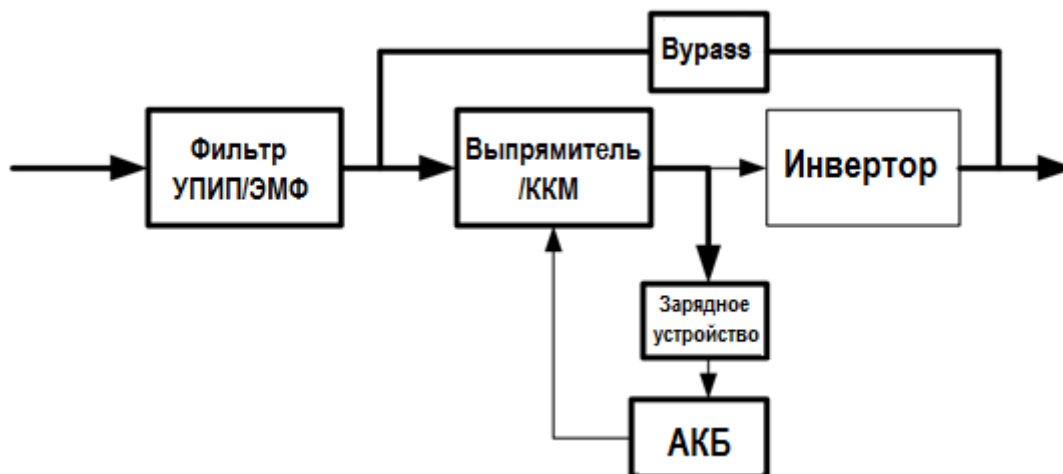 Bypass
Фильтр
УПИП/ЭМФ
Выпрямитель
/ККМ
Инвертор
Зарядное
устройство
АКБ